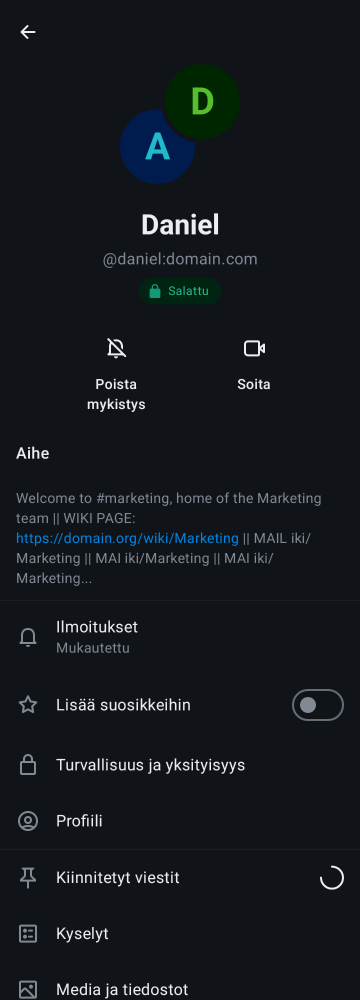 D
A
Daniel
@daniel:domain.com
Salattu
Poista
mykistys
Soita
Aihe
Welcome to #marketing, home of the Marketing
team || WIKI PAGE:
https://domain.org/wiki/Marketing || MAIL iki/
Marketing || MAI iki/Marketing || MAI iki/
Marketing...
Ilmoitukset
Mukautettu
Lisää suosikkeihin
Turvallisuus ja yksityisyys
Profiili
Kiinnitetyt viestit
Kyselyt
Media ja tiedostot